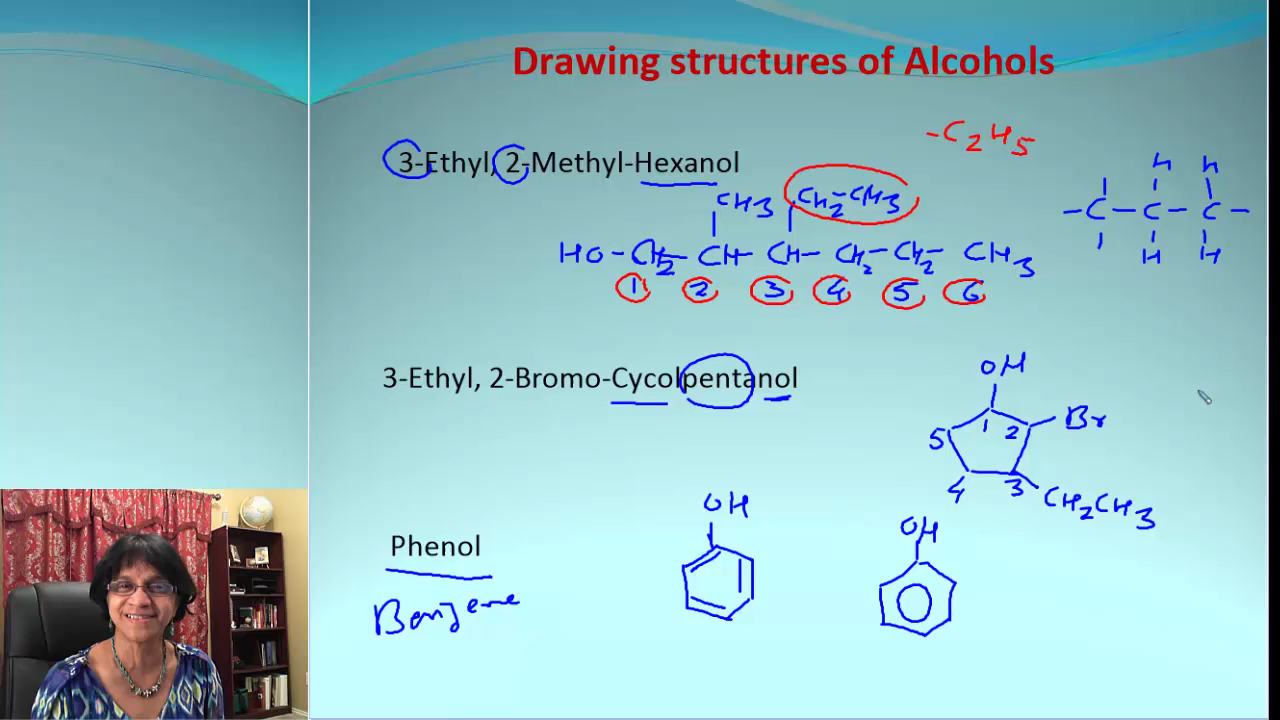 Drawing structures of Alcohols
-C2H5
3-Ethyl, 2-Methyl-Hexanol
CH3 CH2-CH3
HO-CH2-CH-CH-CH2-CH2-CH3
1 2 3 4 5 6
H H
-C-C-C-
H H
3-Ethyl, 2-Bromo-Cycolpentanol
OH
Br
1 2
5
4 3
CH2CH3
Phenol
Benzene
OH
OH